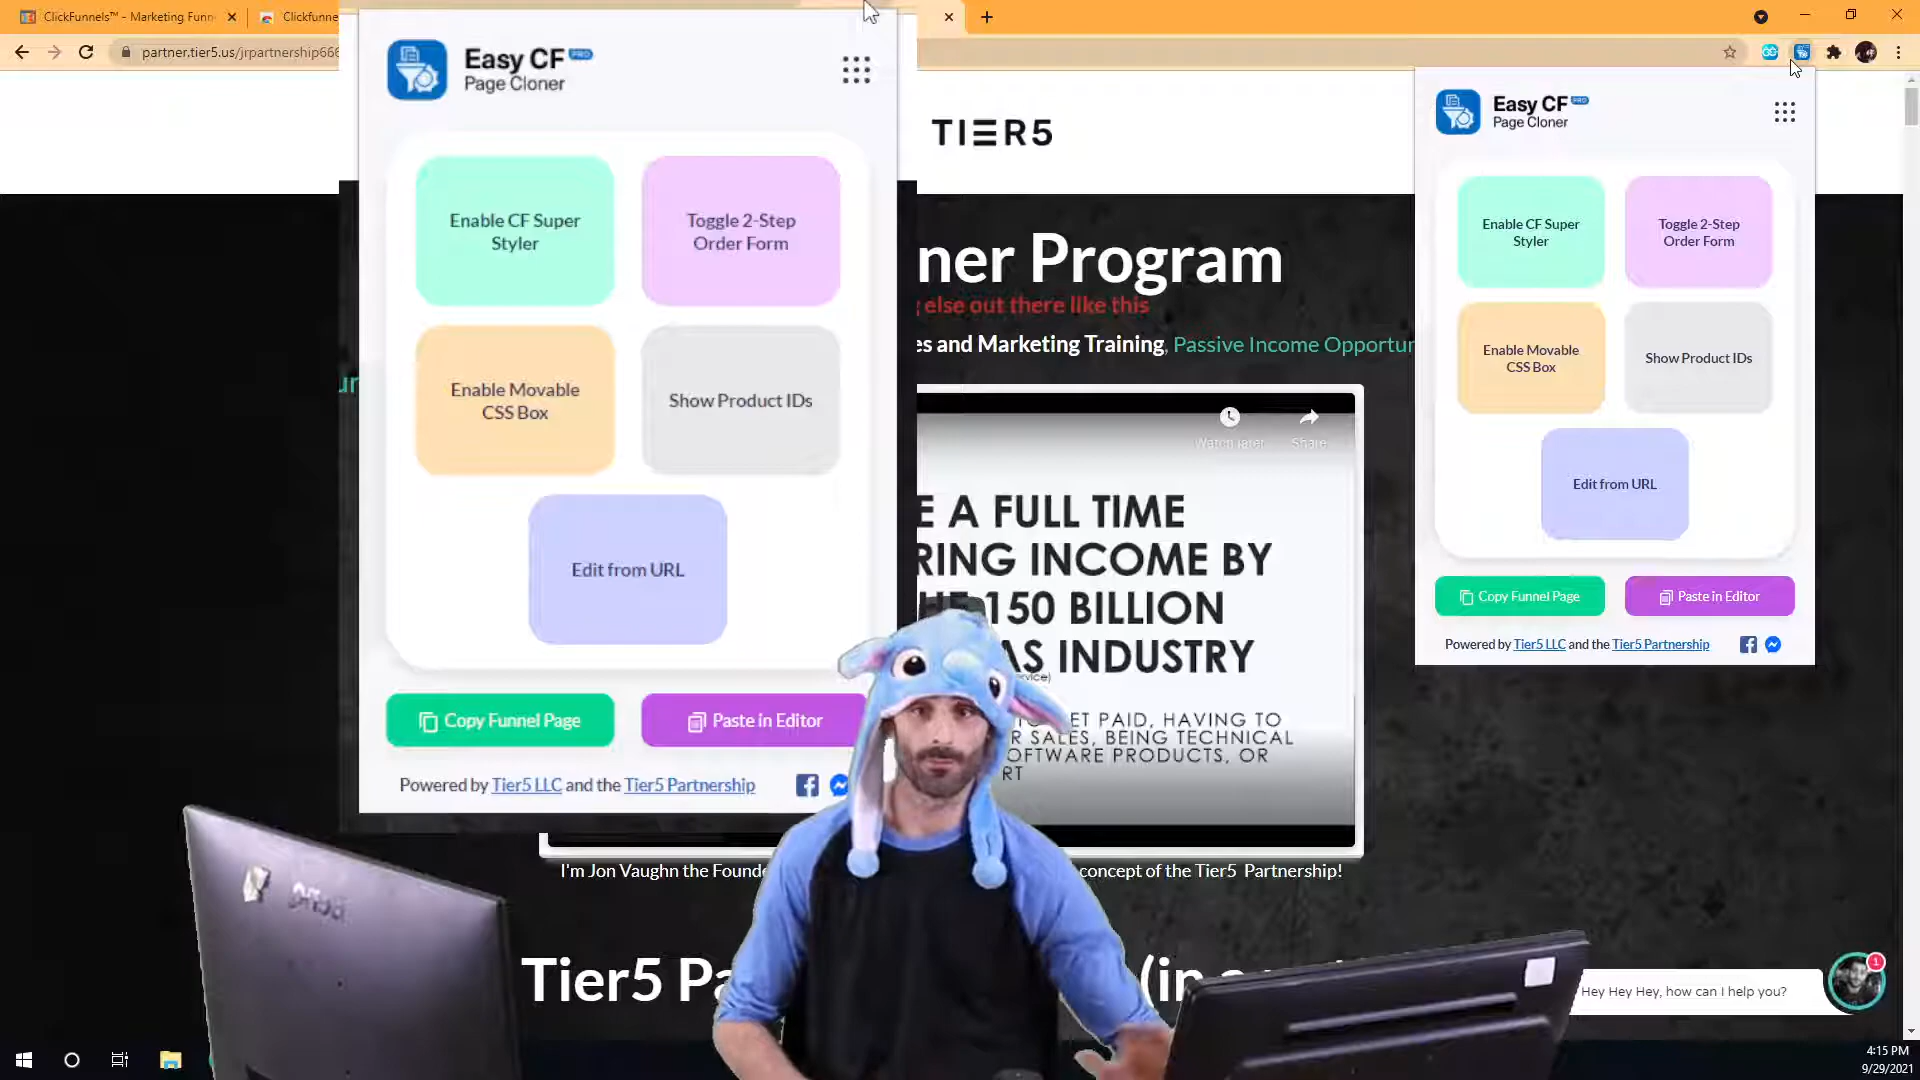 ClickFunnels™ - Marketing Funn
Clickfunne
partner.tier5.us/jrpartnership666
Easy CF PRO
Page Cloner
Enable CF Super
Styler
Toggle 2-Step
Order Form
Enable Movable
CSS Box
Show Product IDs
Edit from URL
Copy Funnel Page
Paste in Editor
Powered by Tier5 LLC and the Tier5 Partnership
TIER5
ner Program
else out there like this
es and Marketing Training, Passive Income Opportun
Watch later
Share
E A FULL TIME
RING INCOME BY
150 BILLION
AS INDUSTRY
ET PAID, HAVING TO
R SALES, BEING TECHNICAL
OFTWARE PRODUCTS, OR
RT
I'm Jon Vaughn the Founde
concept of the Tier5 Partnership!
Tier5 Pa
(in a
Easy CF PRO
Page Cloner
Enable CF Super
Styler
Toggle 2-Step
Order Form
Enable Movable
CSS Box
Show Product IDs
Edit from URL
Copy Funnel Page
Paste in Editor
Powered by Tier5 LLC and the Tier5 Partnership
1
Hey Hey Hey, how can I help you?
4:15 PM
9/29/2021